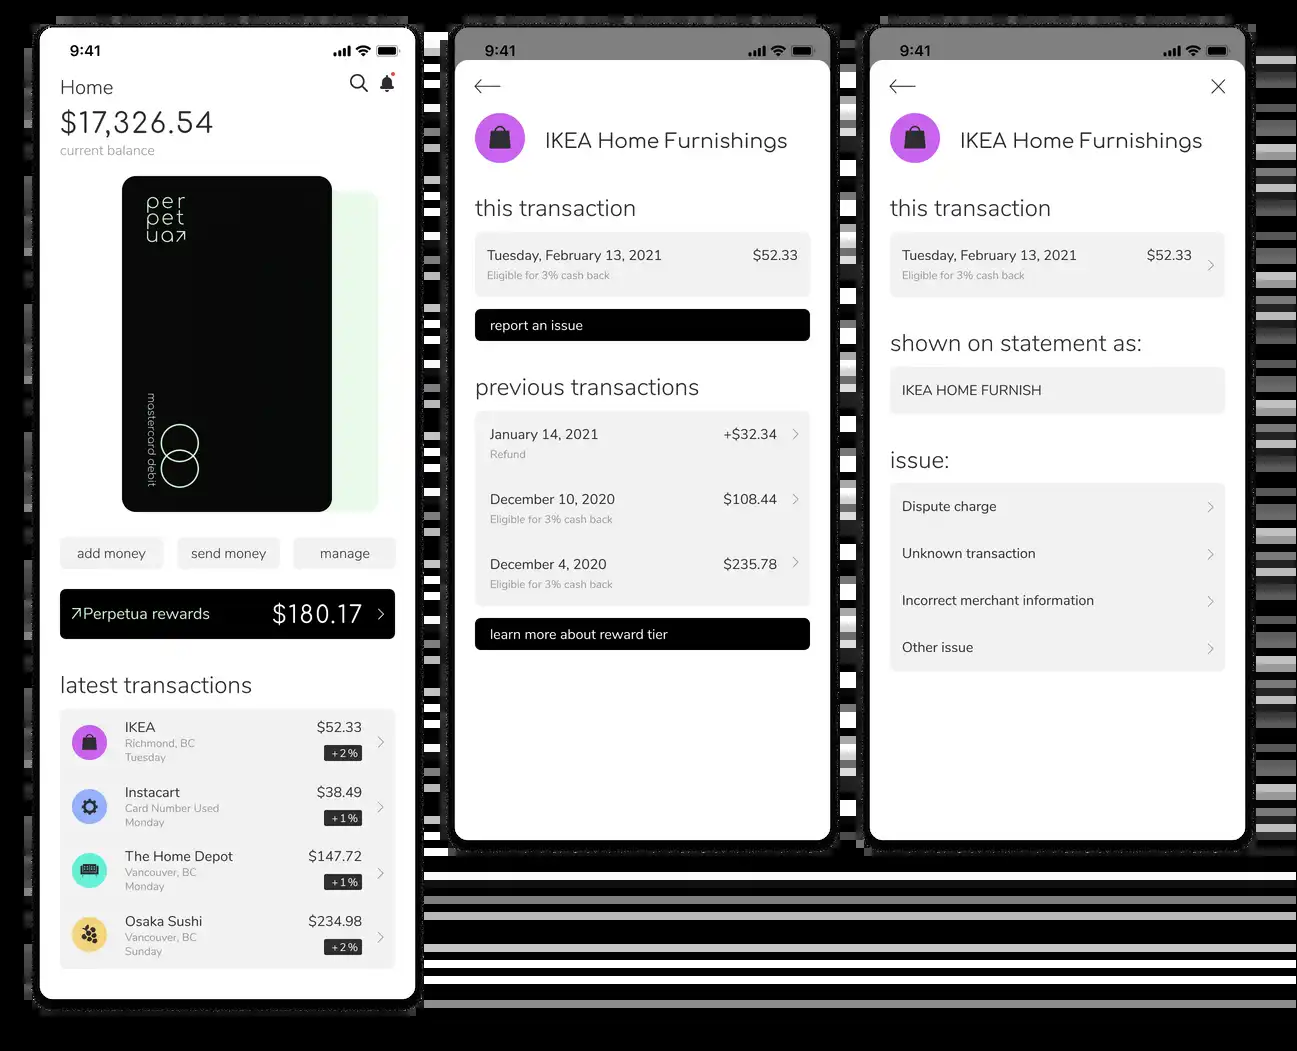 9:41
Home
$17,326.54
current balance
per
pet
ua↗
mastercard debit
add money
send money
manage
↗Perpetua rewards $180.17
latest transactions
IKEA $52.33
Richmond, BC
Tuesday +2%
Instacart $38.49
Card Number Used
Monday +1%
The Home Depot $147.72
Vancouver, BC
Monday +1%
Osaka Sushi $234.98
Vancouver, BC
Sunday +2%
9:41
IKEA Home Furnishings
this transaction
Tuesday, February 13, 2021 $52.33
Eligible for 3% cash back
report an issue
previous transactions
January 14, 2021 +$32.34
Refund
December 10, 2020 $108.44
Eligible for 3% cash back
December 4, 2020 $235.78
Eligible for 3% cash back
learn more about reward tier
9:41
IKEA Home Furnishings
this transaction
Tuesday, February 13, 2021 $52.33
Eligible for 3% cash back
shown on statement as:
IKEA HOME FURNISH
issue:
Dispute charge
Unknown transaction
Incorrect merchant information
Other issue